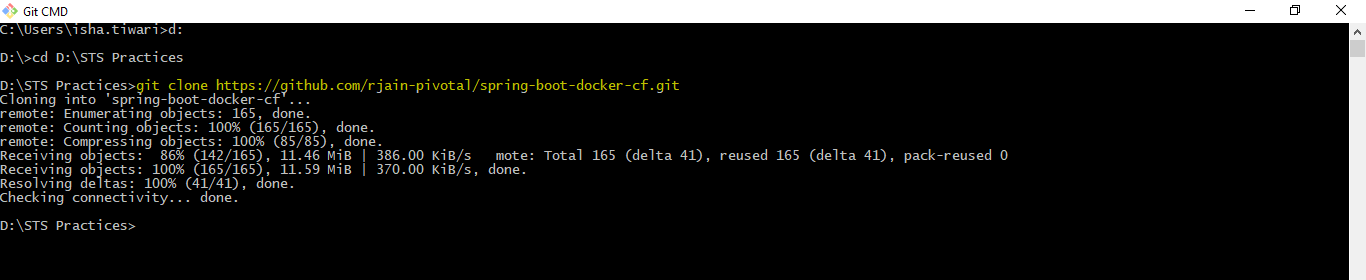 Git CMD
C:\Users\isha.tiwari>d:
D:\>cd D:\STS Practices
D:\STS Practices>git clone https://github.com/rjain-pivotal/spring-boot-docker-cf.git
Cloning into 'spring-boot-docker-cf'...
remote: Enumerating objects: 165, done.
remote: Counting objects: 100% (165/165), done.
remote: Compressing objects: 100% (85/85), done.
Receiving objects:  86% (142/165), 11.46 MiB | 386.00 KiB/s   mote: Total 165 (delta 41), reused 165 (delta 41), pack-reused 0
Receiving objects: 100% (165/165), 11.59 MiB | 370.00 KiB/s, done.
Resolving deltas: 100% (41/41), done.
Checking connectivity... done.
D:\STS Practices>